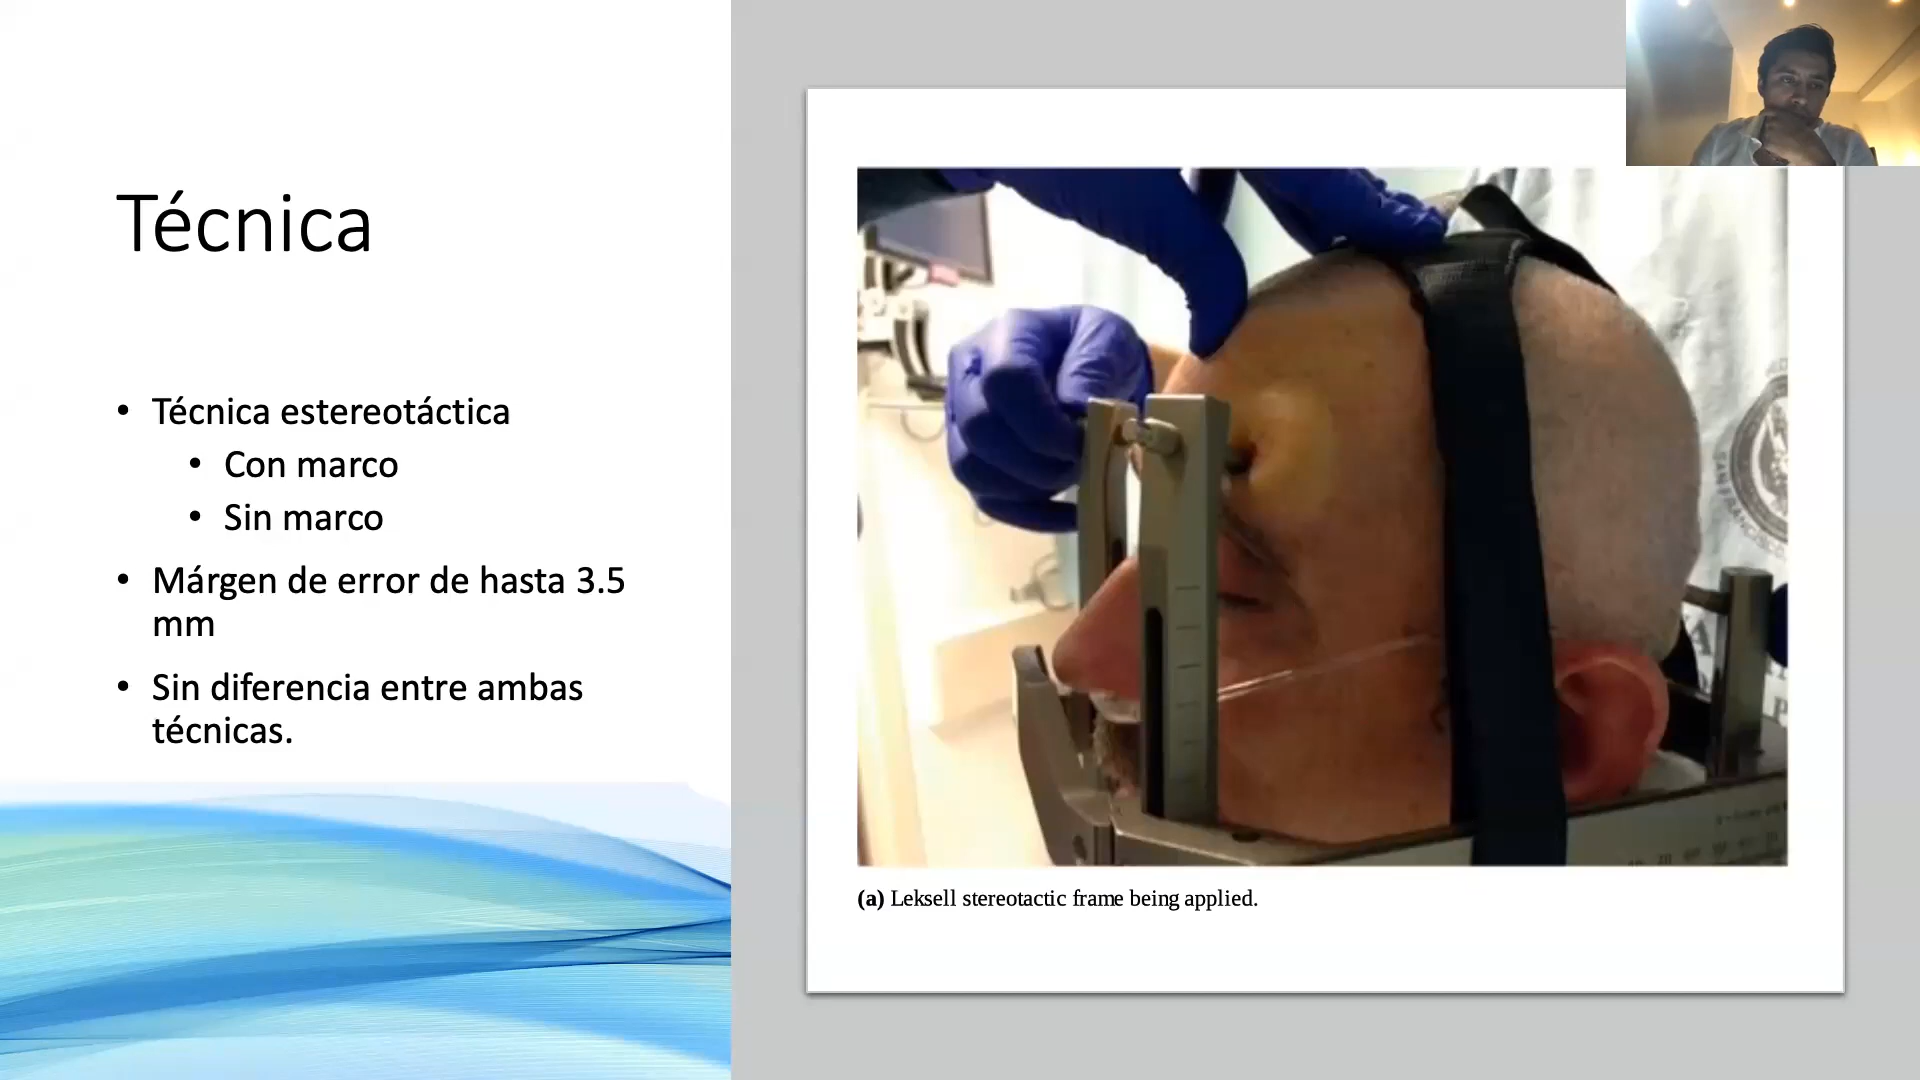 Técnica
• Técnica estereotáctica
• Con marco
• Sin marco
• Márgen de error de hasta 3.5
mm
• Sin diferencia entre ambas
técnicas.
(a) Leksell stereotactic frame being applied.